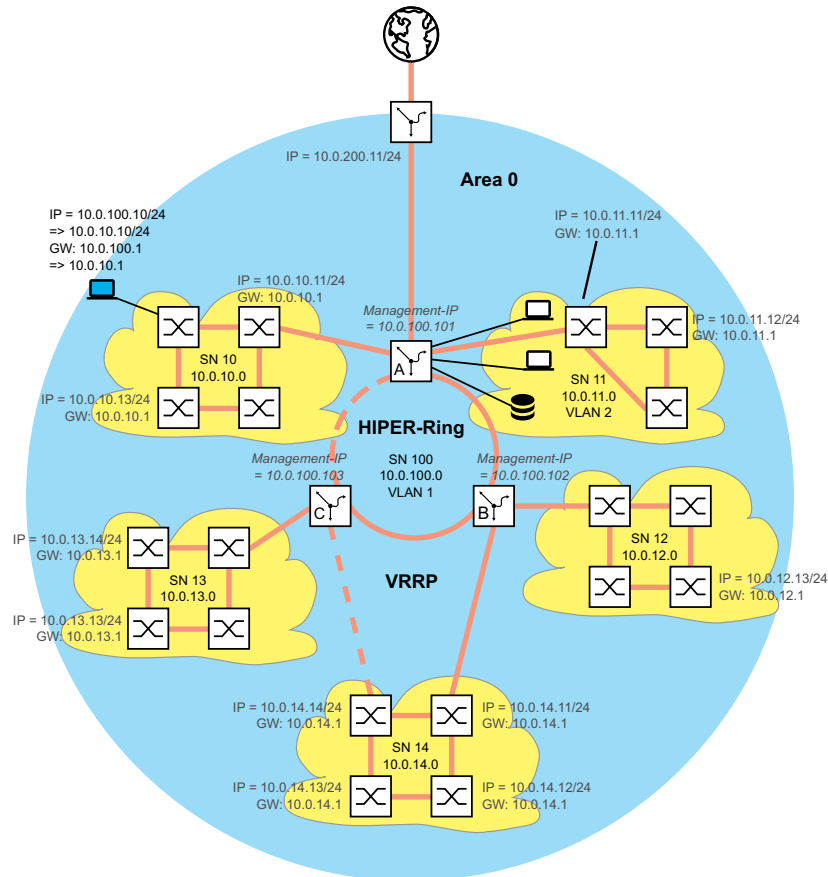 IP = 10.0.200.11/24
Area 0
IP = 10.0.100.10/24
=> 10.0.10.10/24
GW: 10.0.100.1
=> 10.0.10.1
IP = 10.0.11.11/24
GW: 10.0.11.1
IP = 10.0.10.11/24
GW: 10.0.10.1
Management-IP
= 10.0.100.101
IP = 10.0.11.12/24
GW: 10.0.11.1
SN 10
10.0.10.0
A
SN 11
10.0.11.0
VLAN 2
IP = 10.0.10.13/24
GW: 10.0.10.1
HIPER-Ring
SN 100
10.0.100.0
VLAN 1
Management-IP
= 10.0.100.103
Management-IP
= 10.0.100.102
C
B
IP = 10.0.13.14/24
GW: 10.0.13.1
SN 13
10.0.13.0
SN 12
10.0.12.0
VRRP
IP = 10.0.12.13/24
GW: 10.0.12.1
IP = 10.0.13.13/24
GW: 10.0.13.1
IP = 10.0.14.14/24
GW: 10.0.14.1
IP = 10.0.14.11/24
GW: 10.0.14.1
SN 14
10.0.14.0
IP = 10.0.14.13/24
GW: 10.0.14.1
IP = 10.0.14.12/24
GW: 10.0.14.1